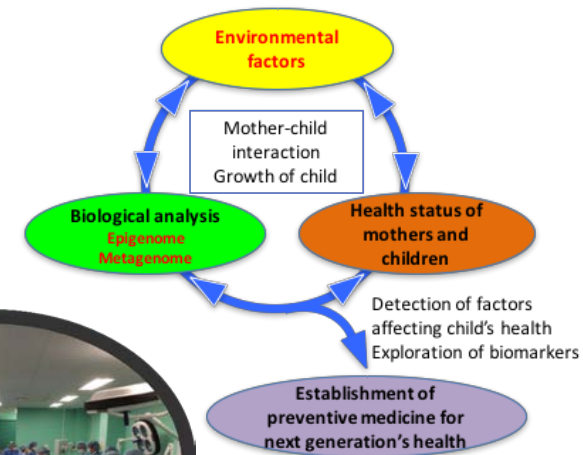 Environmental
factors
Mother-child
interaction
Growth of child
Biological analysis
Epigenome
Metagenome
Health status of
mothers and
children
Detection of factors
affecting child's health
Exploration of biomarkers
Establishment of
preventive medicine for
next generation's health